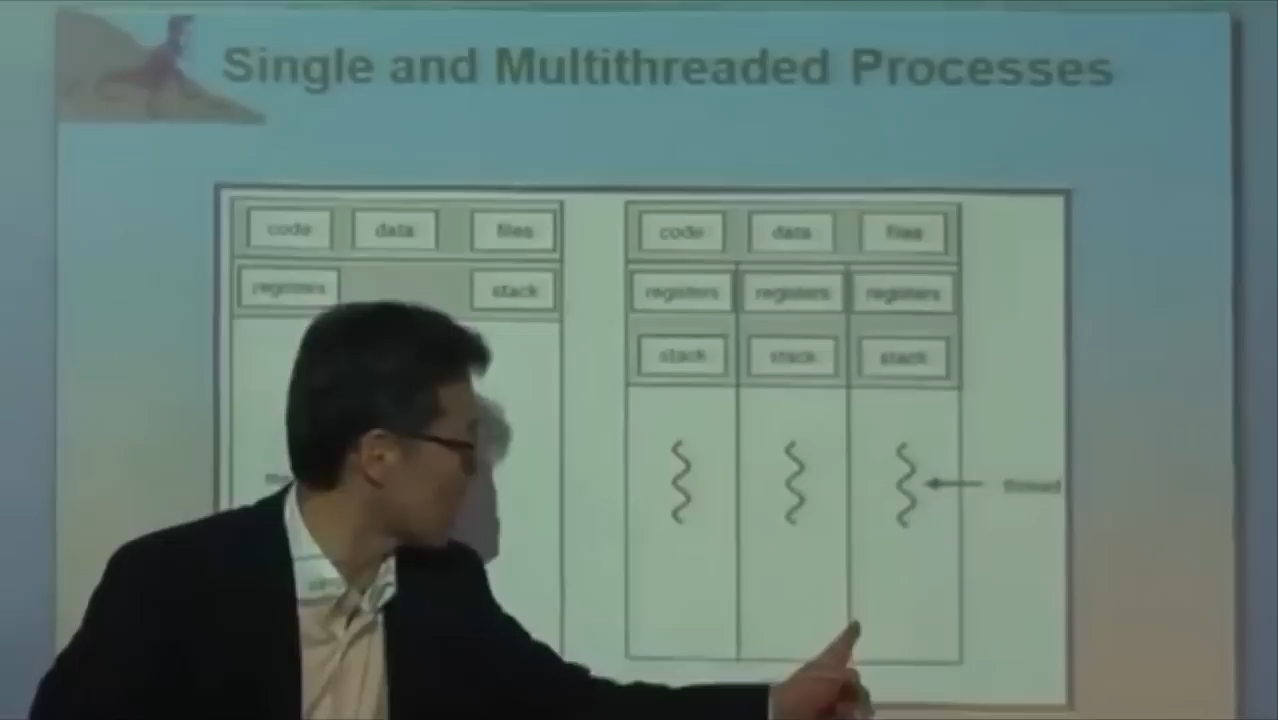 Single and Multithreaded Processes
code data files
registers stack
code data files
registers registers registers
stack stack stack
thread